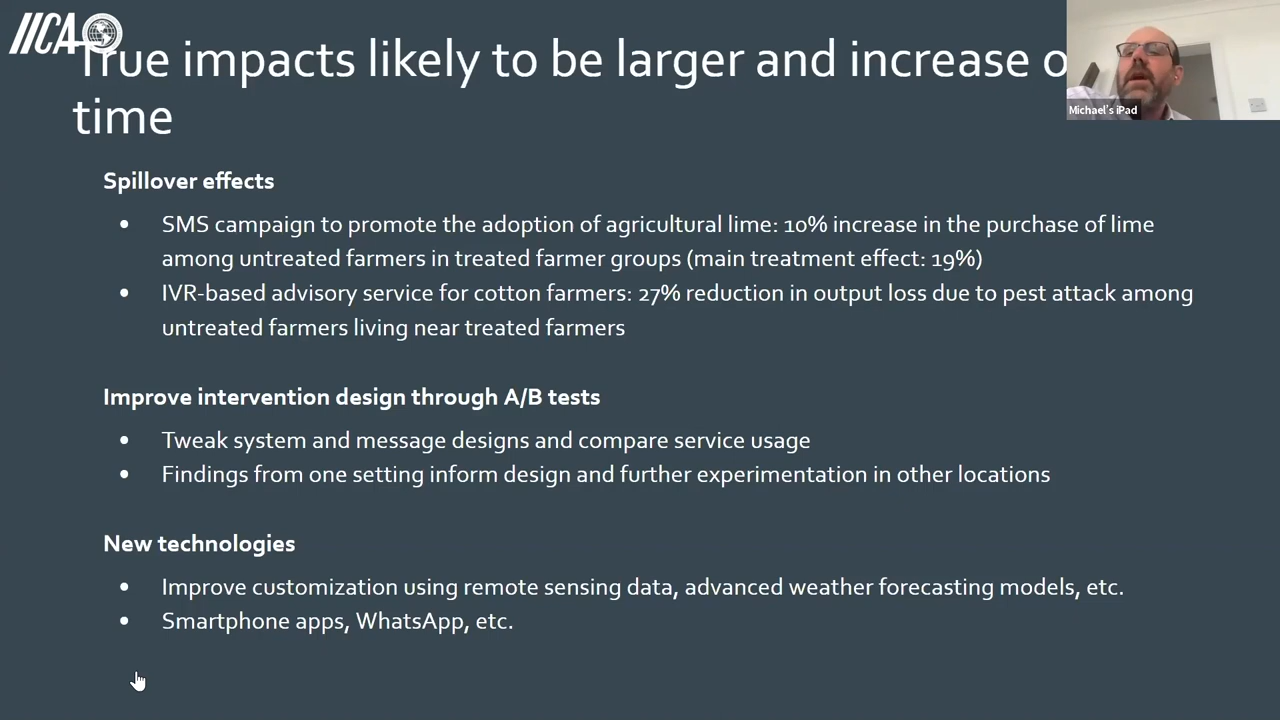 IICA
True impacts likely to be larger and increase o
time
Michael's iPad
Spillover effects
• SMS campaign to promote the adoption of agricultural lime: 10% increase in the purchase of lime
among untreated farmers in treated farmer groups (main treatment effect: 19%)
• IVR-based advisory service for cotton farmers: 27% reduction in output loss due to pest attack among
untreated farmers living near treated farmers
Improve intervention design through A/B tests
• Tweak system and message designs and compare service usage
• Findings from one setting inform design and further experimentation in other locations
New technologies
• Improve customization using remote sensing data, advanced weather forecasting models, etc.
• Smartphone apps, WhatsApp, etc.